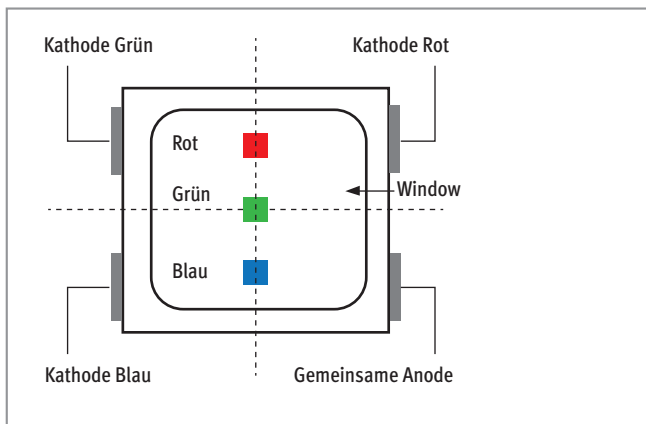 Kathode Grün
Kathode Rot
Rot
Grün
Window
Blau
Kathode Blau
Gemeinsame Anode